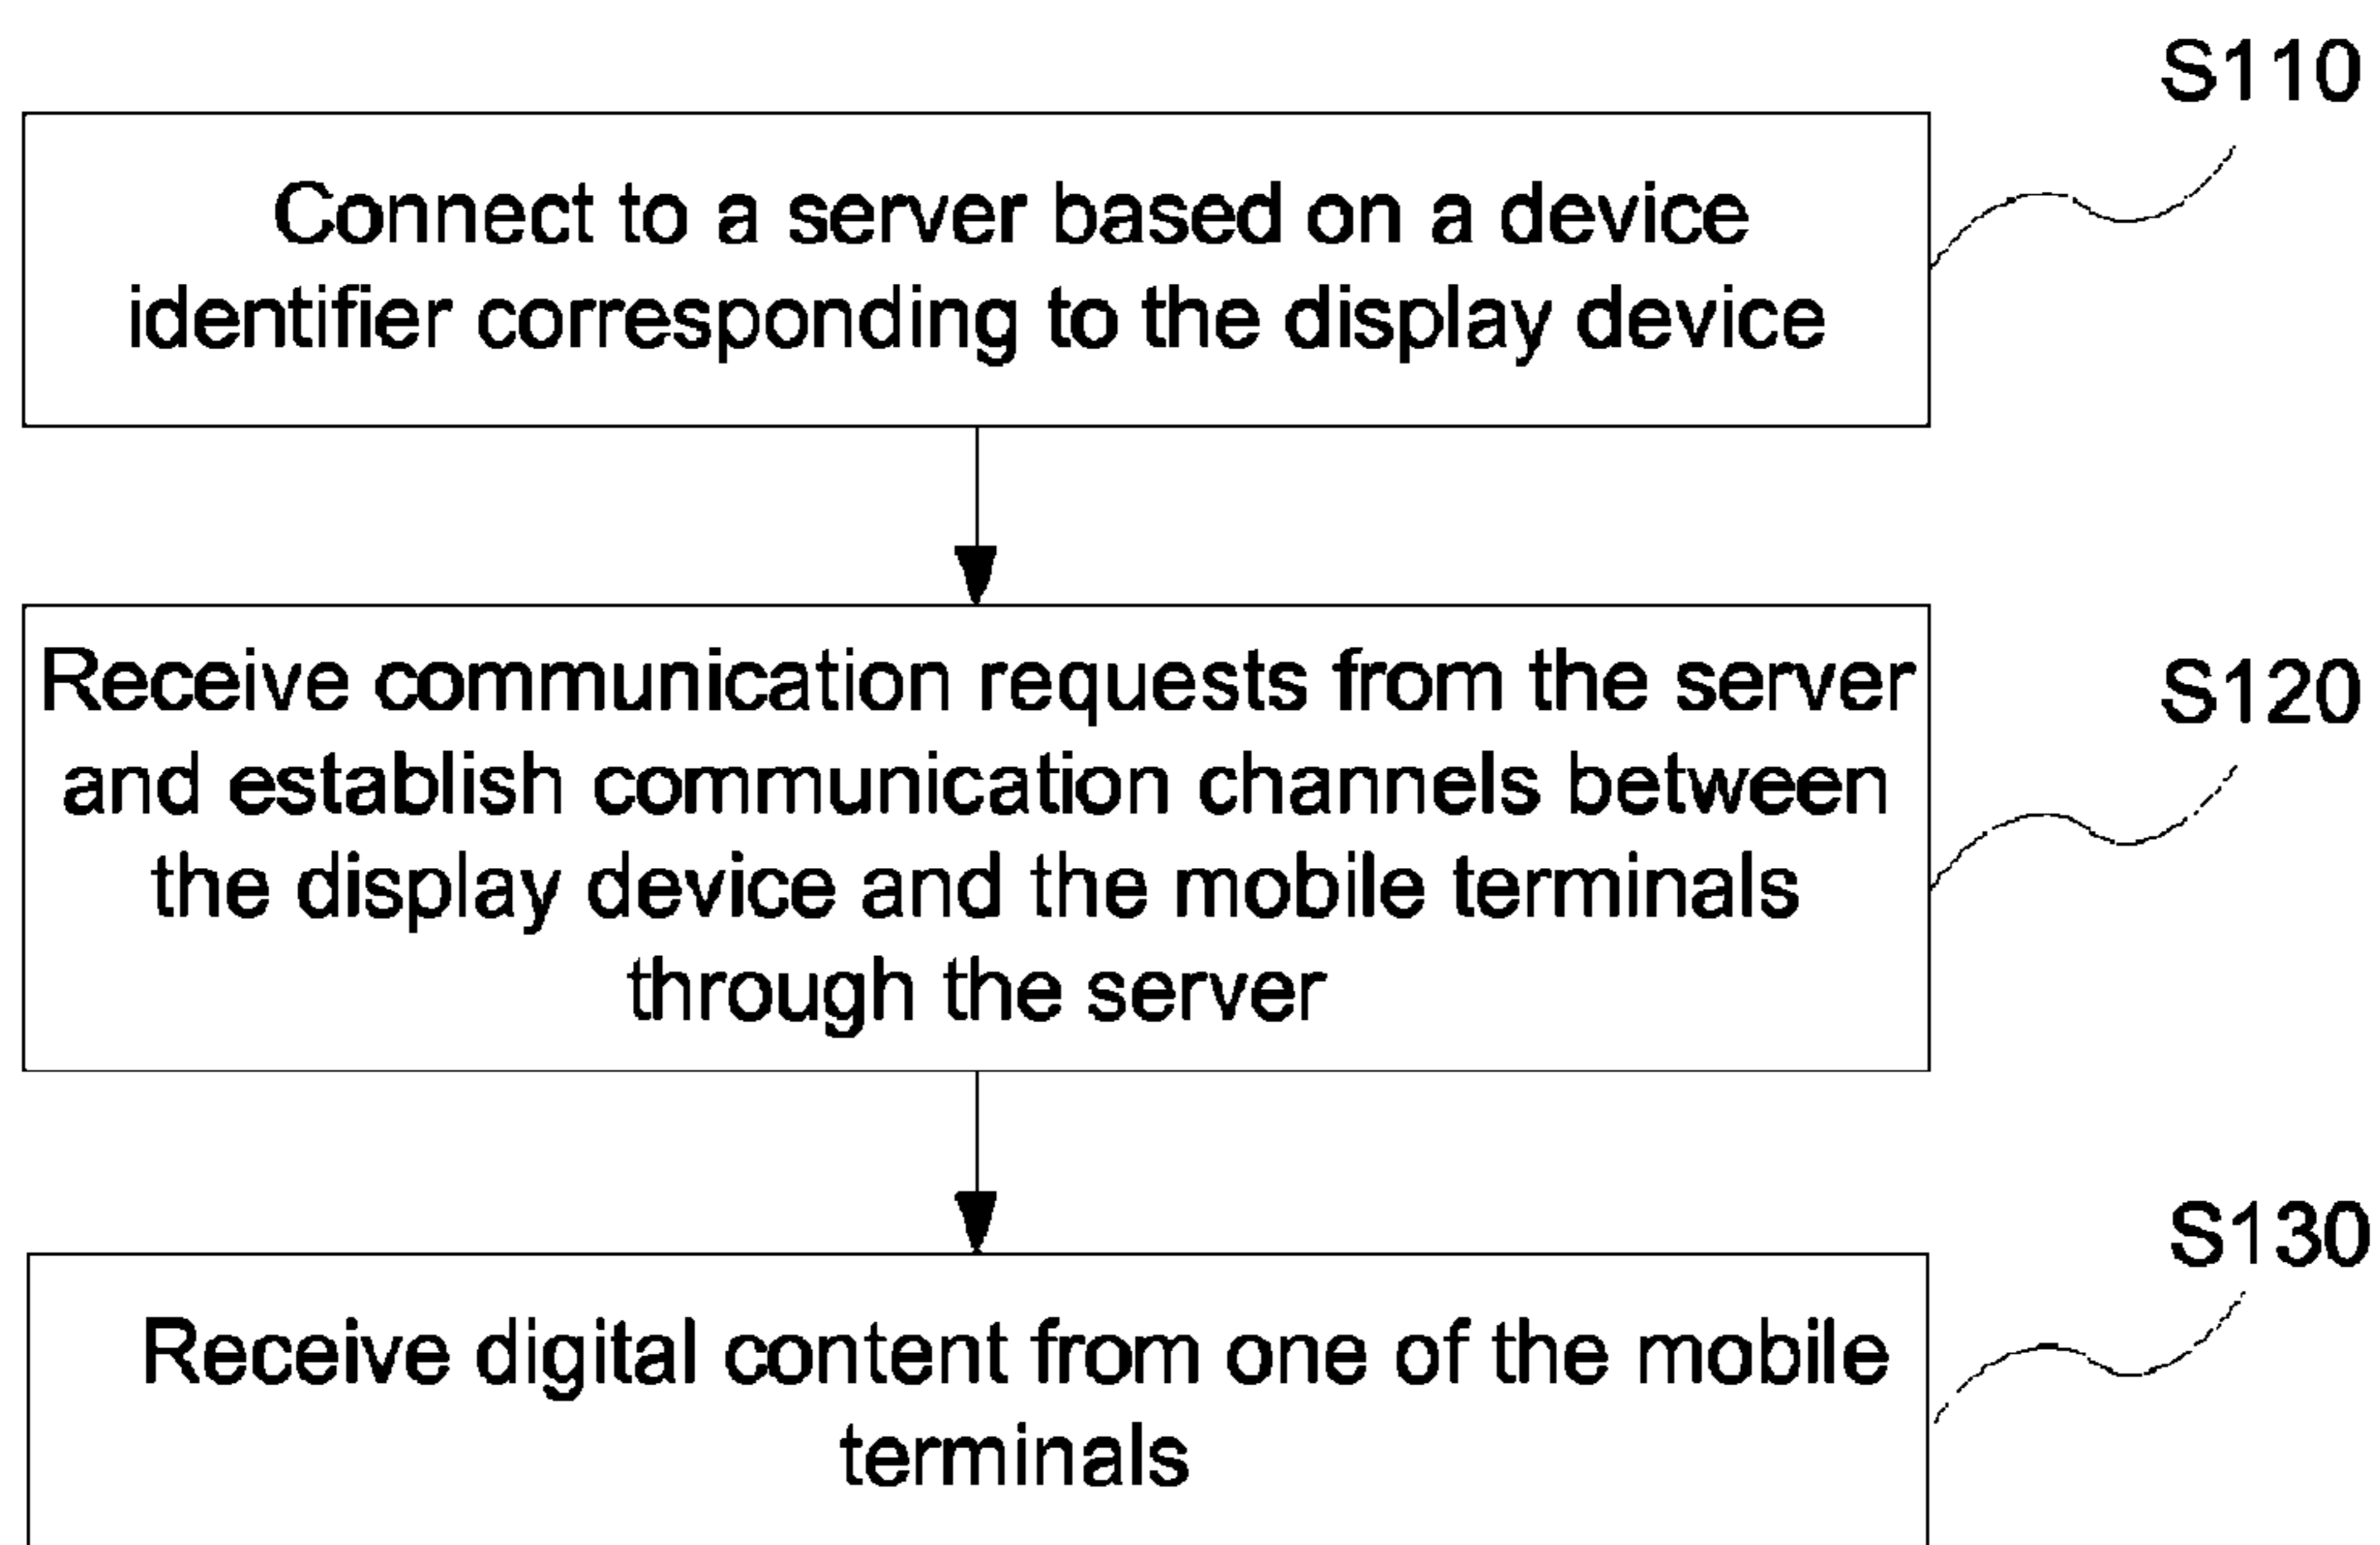 S110
Connect to a server based on a device
identifier corresponding to the display device
Receive communication requests from the server
and establish communication channels between
the display device and the mobile terminals
through the server
S120
S130
Receive digital content from one of the mobile
terminals